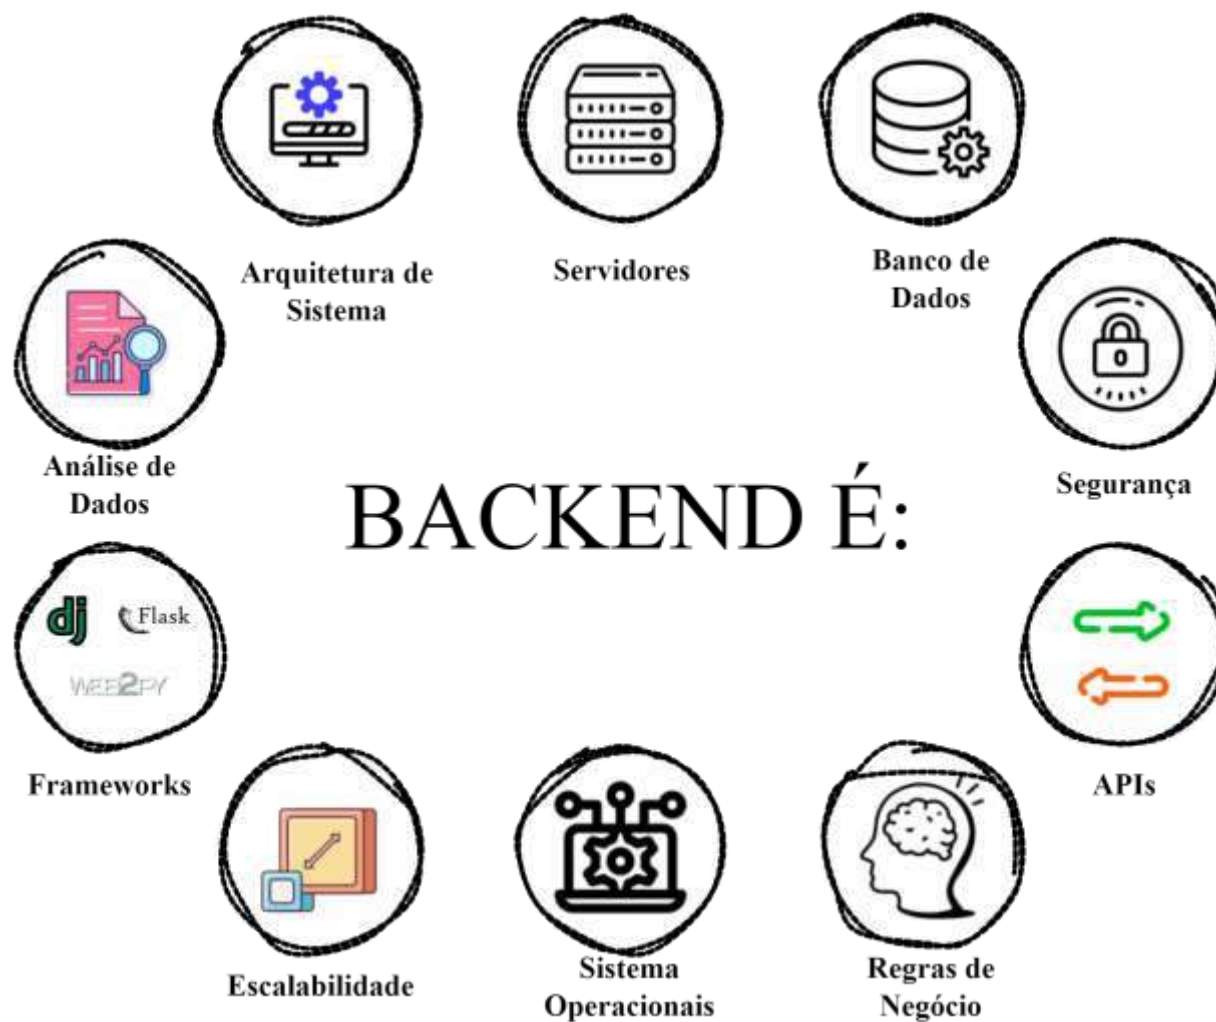 Arquitetura de
Sistema
Servidores
Banco de
Dados
Segurança
Análise de
Dados
BACKEND É:
dj
Flask
WEB2PY
Frameworks
APIs
Escalabilidade
Sistema
Operacionais
Regras de
Negócio